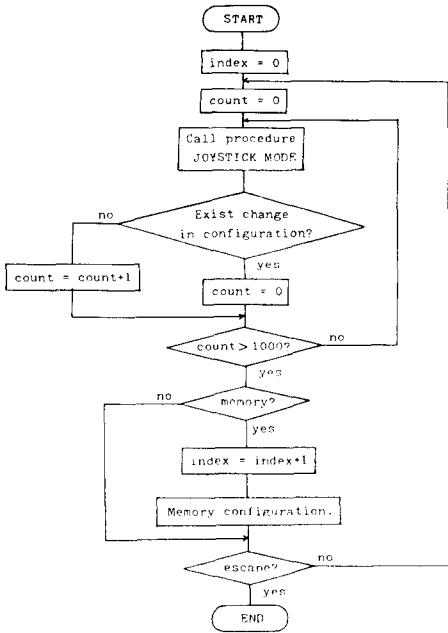 START
index = 0
count = 0
Call procedure
JOYSTICK MODE
no
Exist change
in configuration?
yes
count = count+1
count = 0
count > 1000?
no
yes
no
memory?
yes
index = index+1
Memory configuration.
escape?
no
yes
END